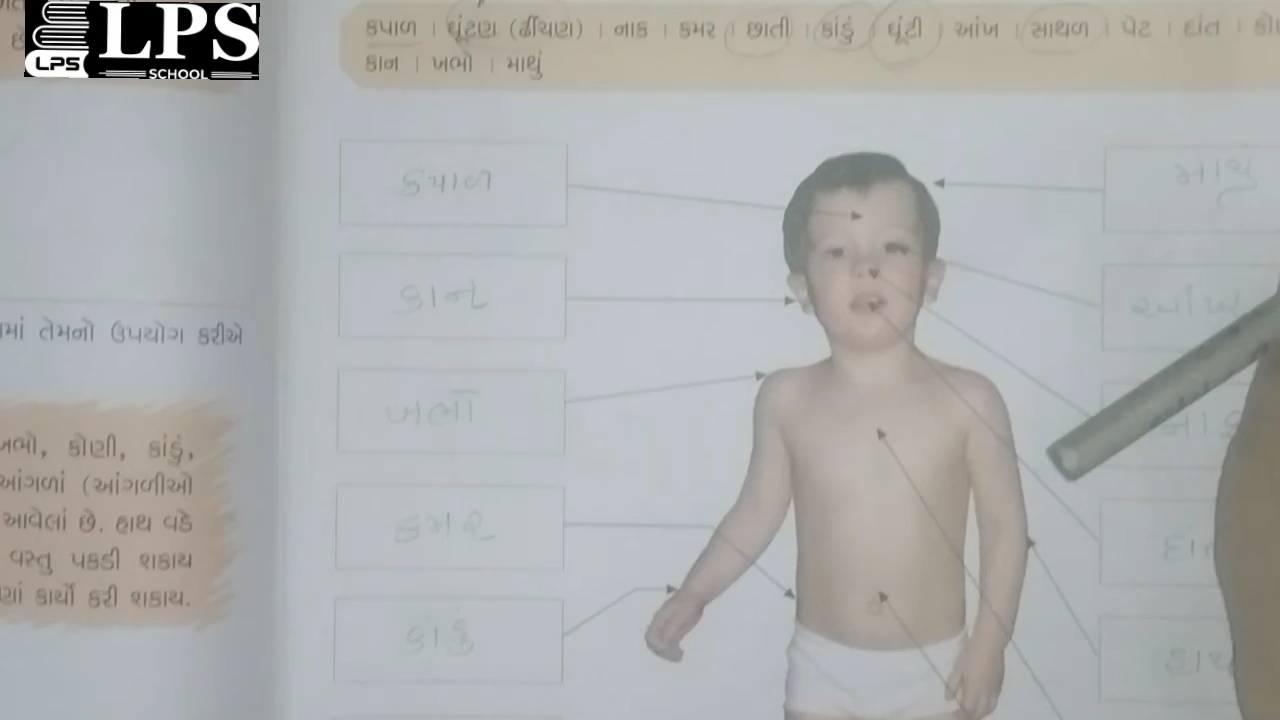 LPS
LPS
SCHOOL
કપાળ | ઘૂંટણ (ઢીંચણ) | નાક | કમર | છાતી | કાંડું | ઘૂંટી | આંખ | સાથળ | પેટ | દાંત |
કાન | ખભો | માથું
કપાળ
માથુ
કાન
આંખ
ખભો
નાક
કમર
કાંડું
તેમનો ઉપયોગ કરીએ
કોણી, કાંડું,
આંગળાં (આંગળીઓ
આવેલાં છે. હાથ વડે
વસ્તુ પકડી શકાય
કાર્યો કરી શકાય.